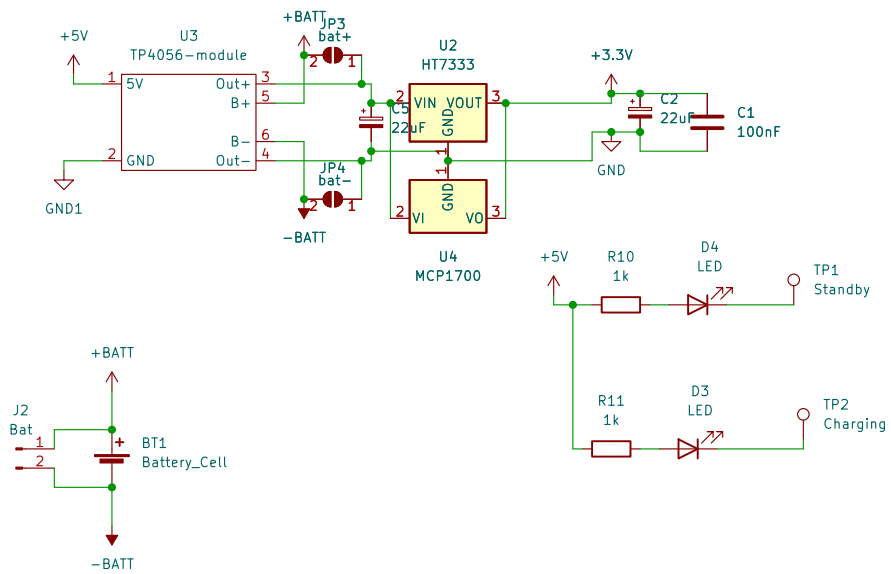 +5V
U3
TP4056-module
1
5V
2
GND
GND1
Out+
3
B+
5
B-
6
Out-
4
+BATT
JP3
bat+
2
1
JP4
bat-
2
1
-BATT
C5
22uF
U2
HT7333
2
VIN
VOUT
3
GND
1
1
GND
2
VI
VO
3
U4
MCP1700
+3.3V
C2
22uF
C1
100nF
GND
+5V
R10
1k
D4
LED
TP1
Standby
R11
1k
D3
LED
TP2
Charging
+BATT
J2
Bat
1
2
BT1
Battery_Cell
-BATT